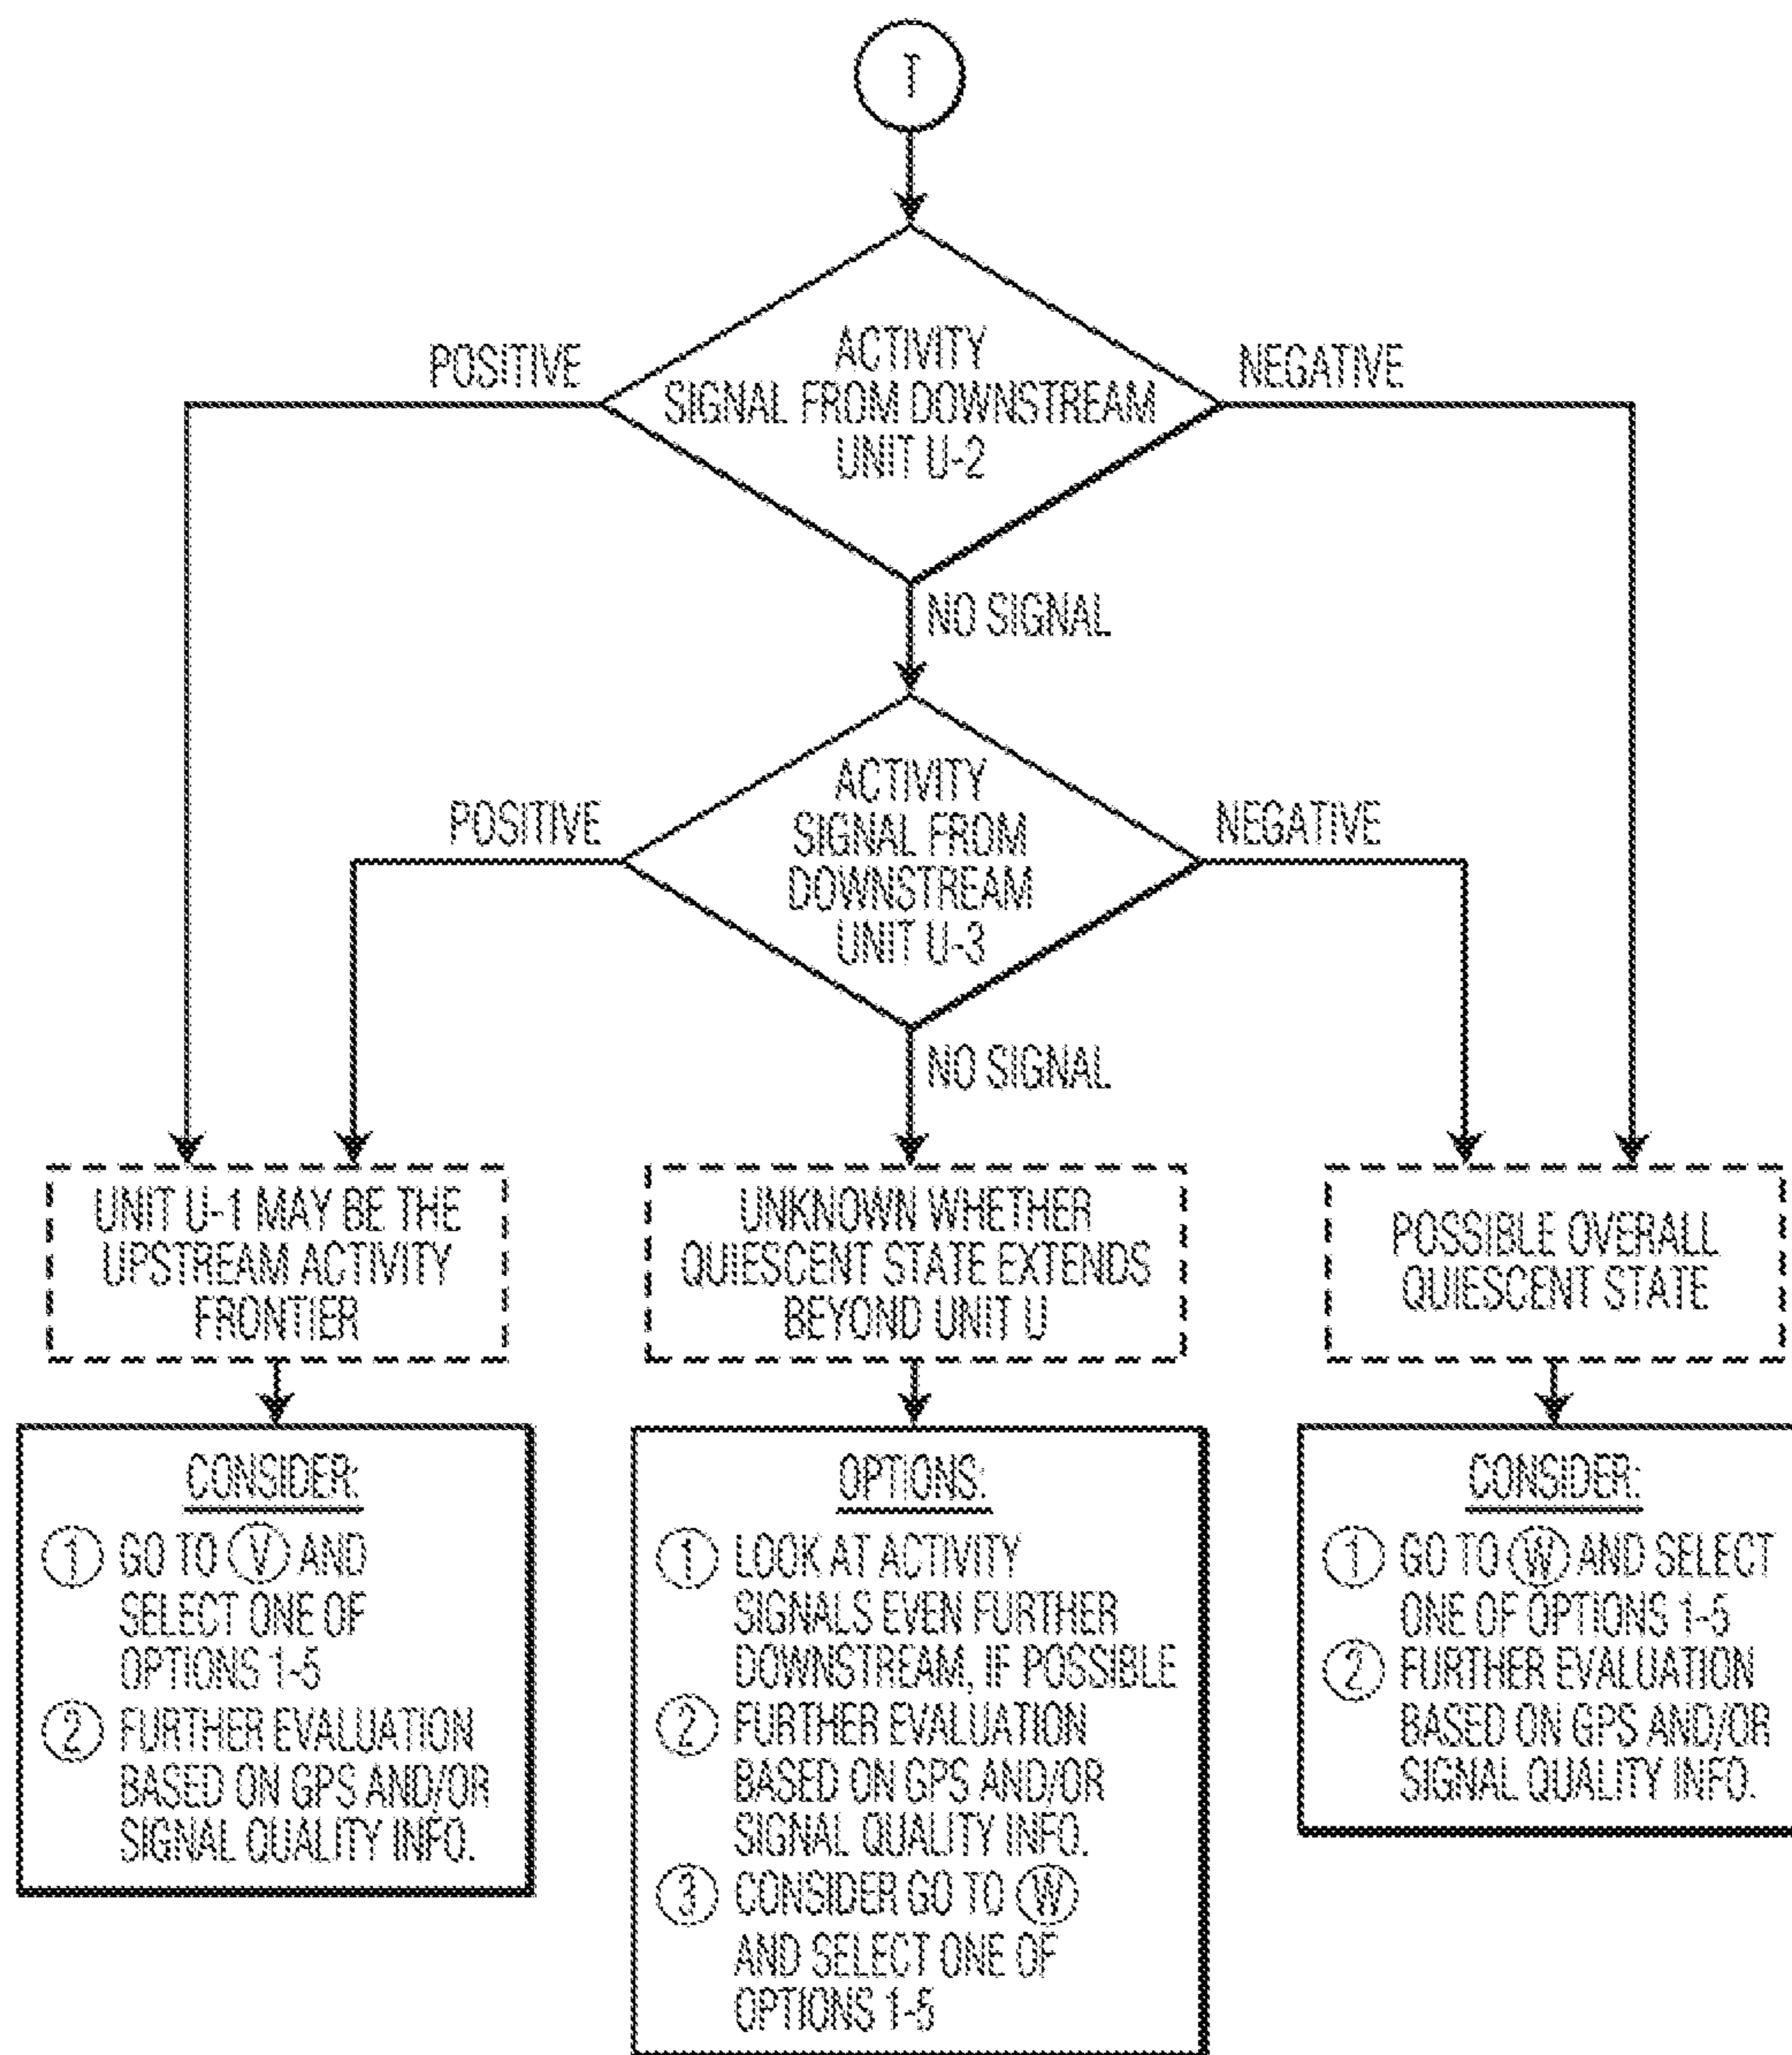 T
POSITIVE
ACTIVITY
SIGNAL FROM DOWNSTREAM
UNIT U-2
NEGATIVE
NO SIGNAL
POSITIVE
ACTIVITY
SIGNAL FROM
DOWNSTREAM
UNIT U-3
NEGATIVE
NO SIGNAL
UNIT U-1 MAY BE THE
UPSTREAM ACTIVITY
FRONTIER
UNKNOWN WHETHER
QUIESCENT STATE EXTENDS
BEYOND UNIT U
POSSIBLE OVERALL
QUIESCENT STATE
CONSIDER:
1 GO TO V AND
SELECT ONE OF
OPTIONS 1-5
2 FURTHER EVALUATION
BASED ON GPS AND/OR
SIGNAL QUALITY INFO.
OPTIONS:
1 LOOK AT ACTIVITY
SIGNALS EVEN FURTHER
DOWNSTREAM, IF POSSIBLE
2 FURTHER EVALUATION
BASED ON GPS AND/OR
SIGNAL QUALITY INFO.
3 CONSIDER GO TO W
AND SELECT ONE OF
OPTIONS 1-5
CONSIDER:
1 GO TO W AND SELECT
ONE OF OPTIONS 1-5
2 FURTHER EVALUATION
BASED ON GPS AND/OR
SIGNAL QUALITY INFO.